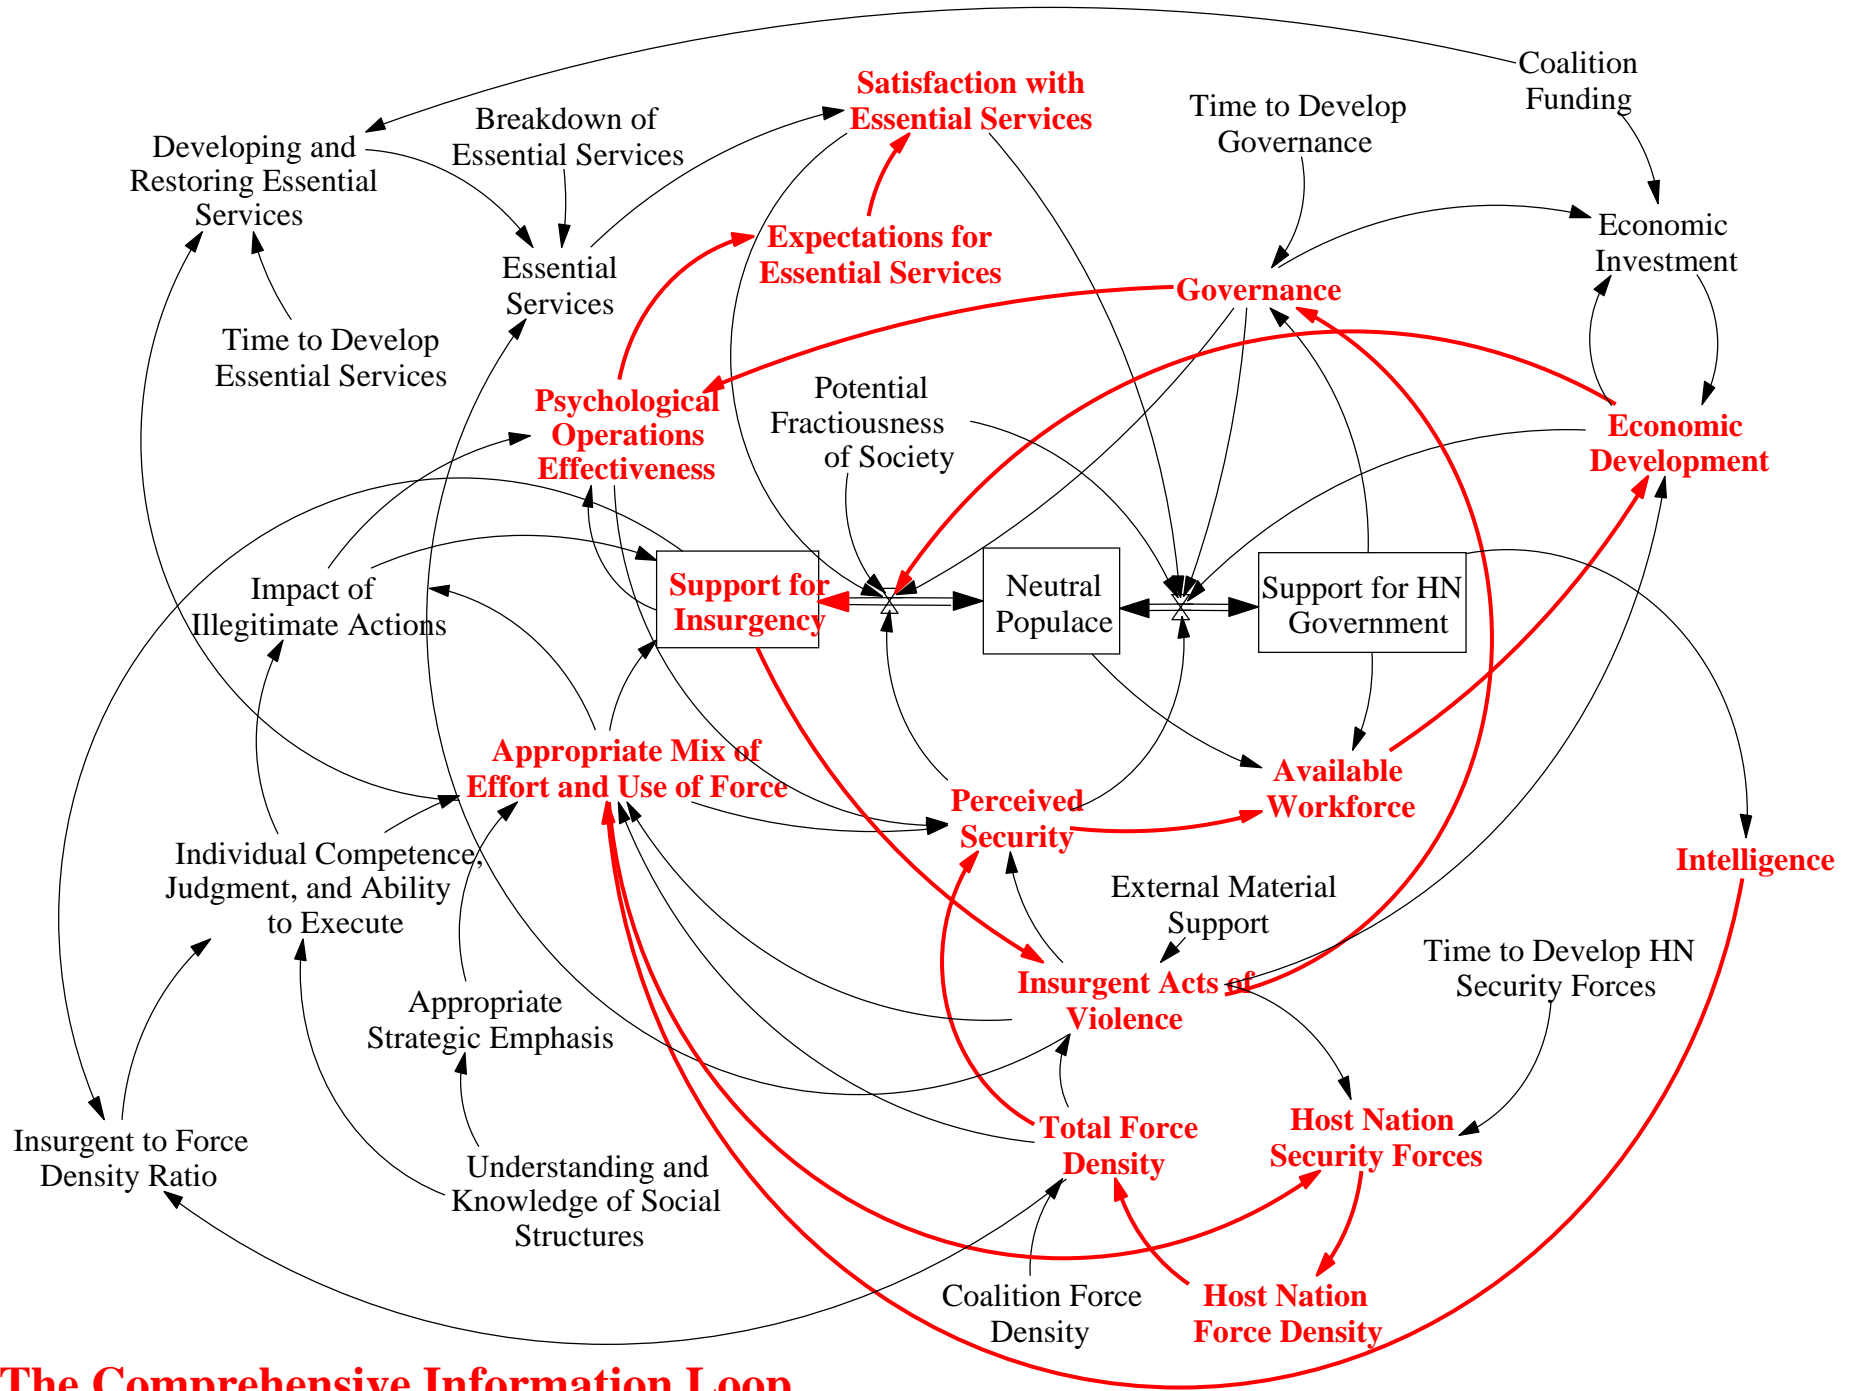 Coalition
Funding
Satisfaction with
Essential Services
Time to Develop
Governance
Breakdown of
Essential Services
Developing and
Restoring Essential
Services
Economic
Investment
Expectations for
Essential Services
Essential
Services
Governance
Time to Develop
Essential Services
Psychological
Operations
Effectiveness
Potential
Fractiousness
of Society
Economic
Development
Impact of
Illegitimate Actions
Support for
Insurgency
Neutral
Populace
Support for HN
Government
Appropriate Mix of
Effort and Use of Force
Perceived
Security
Available
Workforce
Individual Competence,
Judgment, and Ability
to Execute
Intelligence
External Material
Support
Time to Develop HN
Security Forces
Insurgent Acts of
Violence
Appropriate
Strategic Emphasis
Insurgent to Force
Density Ratio
Understanding and
Knowledge of Social
Structures
Total Force
Density
Host Nation
Security Forces
Coalition Force
Density
Host Nation
Force Density
The Comprehensive Information Loop